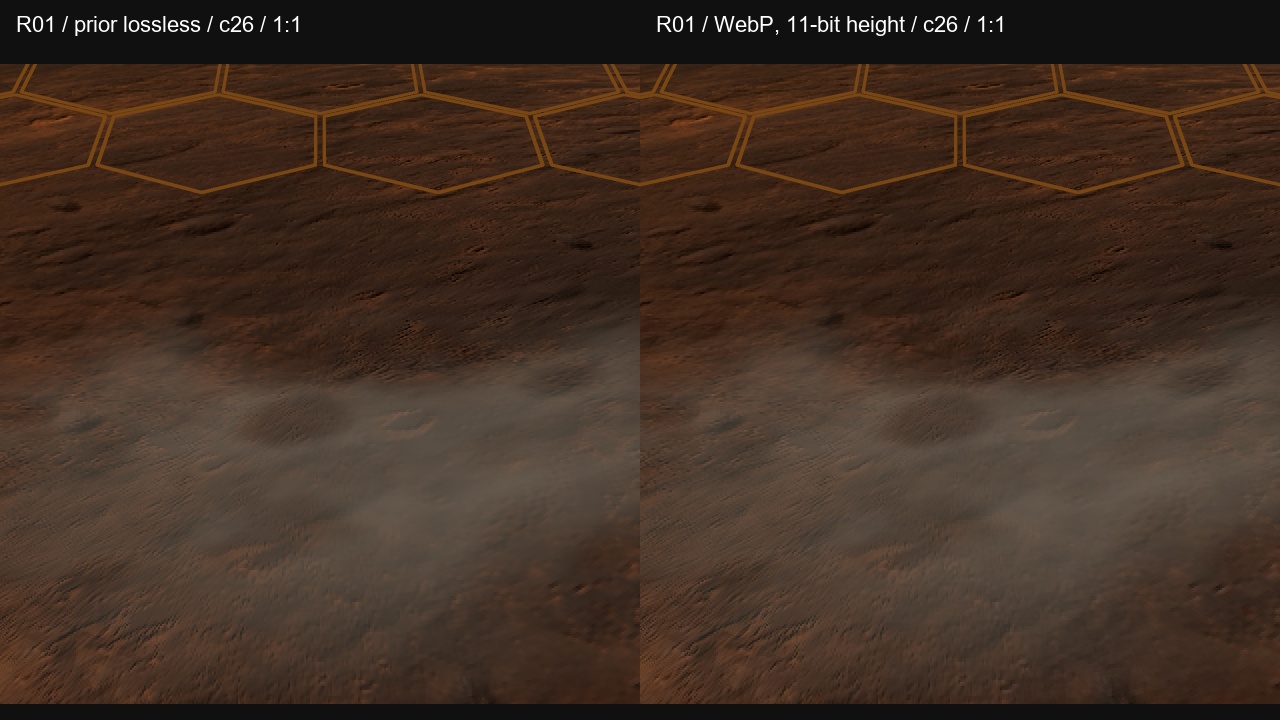 R01 / prior lossless / c26 / 1:1
R01 / WebP, 11-bit height / c26 / 1:1